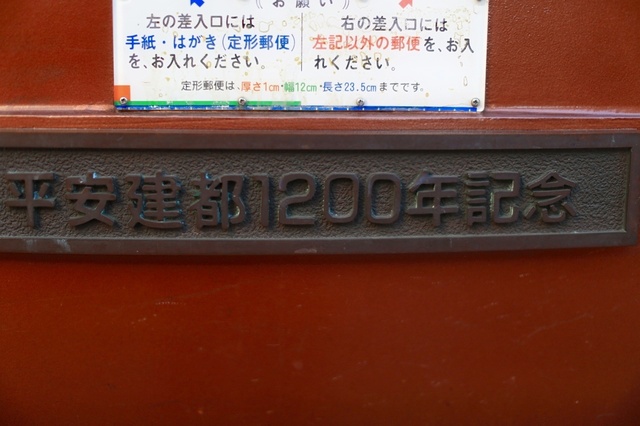 《お願い》
左の差入口には
手紙・はがき(定形郵便)
を、お入れください。
右の差入口には
左記以外の郵便を、お入
れください。
定形郵便は、厚さ1cm・幅12cm・長さ23.5cmまでです。
平安建都1200年記念